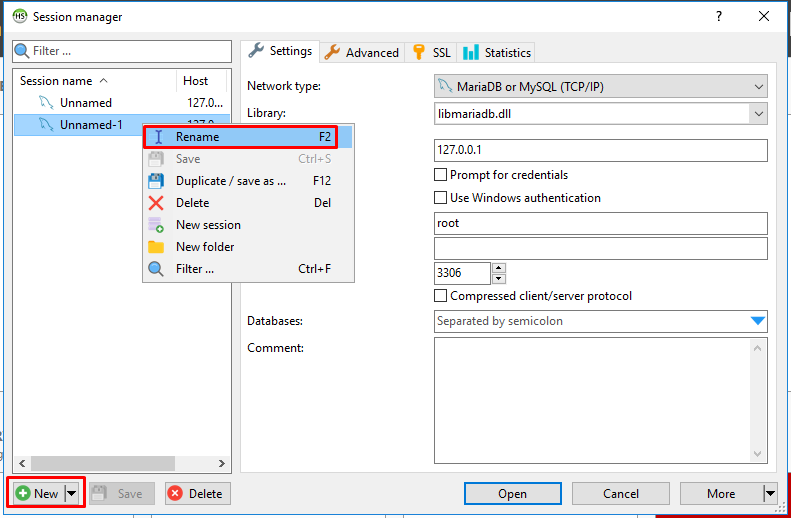 HS
Session manager
?
Filter ...
Settings
Advanced
SSL
Statistics
Session name
Host
Unnamed
127.0...
Unnamed-1
Rename F2
Save Ctrl+S
Duplicate / save as ... F12
Delete Del
New session
New folder
Filter ... Ctrl+F
Network type:
MariaDB or MySQL (TCP/IP)
Library:
libmariadb.dll
127.0.0.1
Prompt for credentials
Use Windows authentication
root
3306
Compressed client/server protocol
Databases:
Separated by semicolon
Comment:
New
Save
Delete
Open
Cancel
More